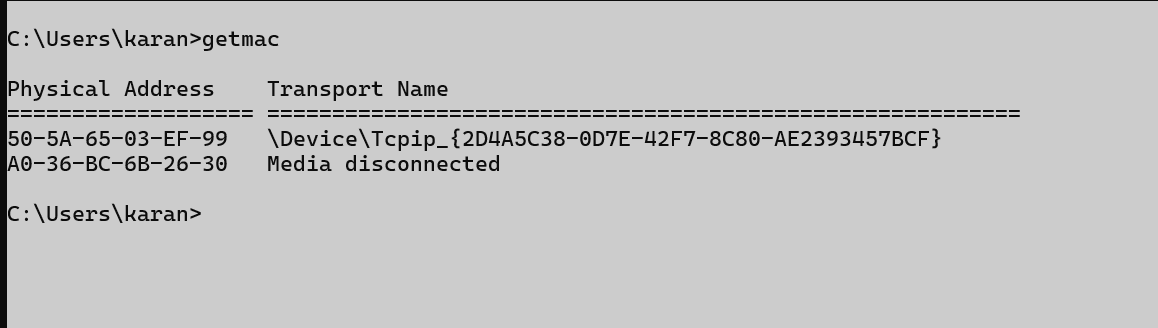 C:\Users\karan>getmac
Physical Address    Transport Name
=================== ==========================================================
50-5A-65-03-EF-99   \Device\Tcpip_{2D4A5C38-0D7E-42F7-8C80-AE2393457BCF}
A0-36-BC-6B-26-30   Media disconnected
C:\Users\karan>